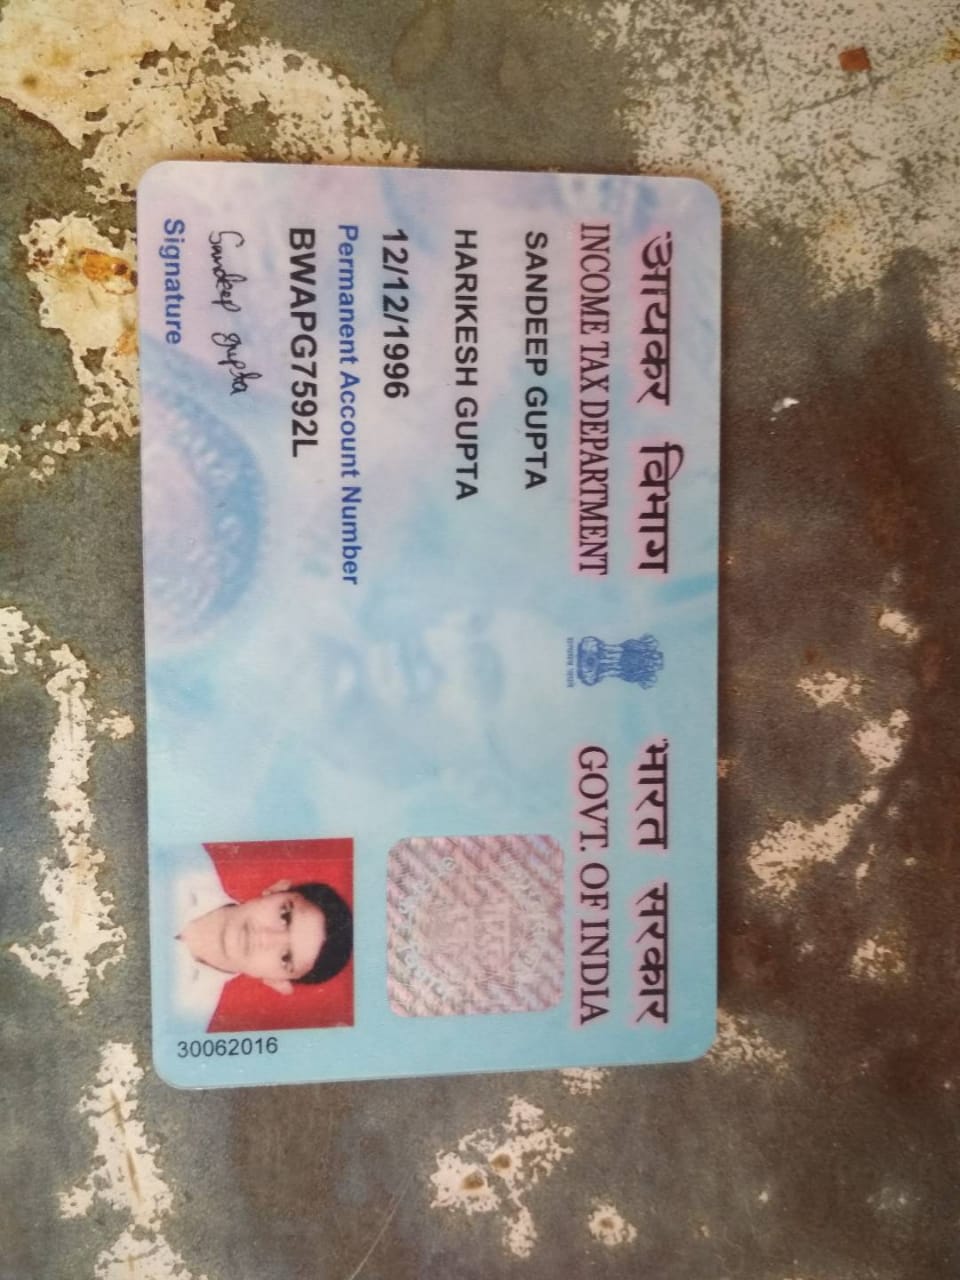 आयकर विभाग
INCOME TAX DEPARTMENT
भारत सरकार
GOVT. OF INDIA
सत्यमेव जयते
SANDEEP GUPTA
HARIKESH GUPTA
12/12/1996
Permanent Account Number
BWAPG7592L
Sandeep gupta
Signature
भारत
30062016